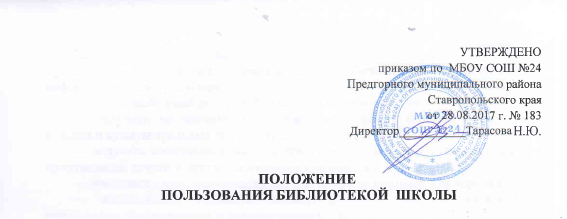 УТВЕРЖДЕНО
приказом по МБОУ СОШ №24
Предгорного муниципального района
Ставропольского края
от 28.08.2017 г. № 183
Директор Тарасова Н.Ю.
ПОЛОЖЕНИЕ
ПОЛЬЗОВАНИЯ БИБЛИОТЕКОЙ ШКОЛЫ